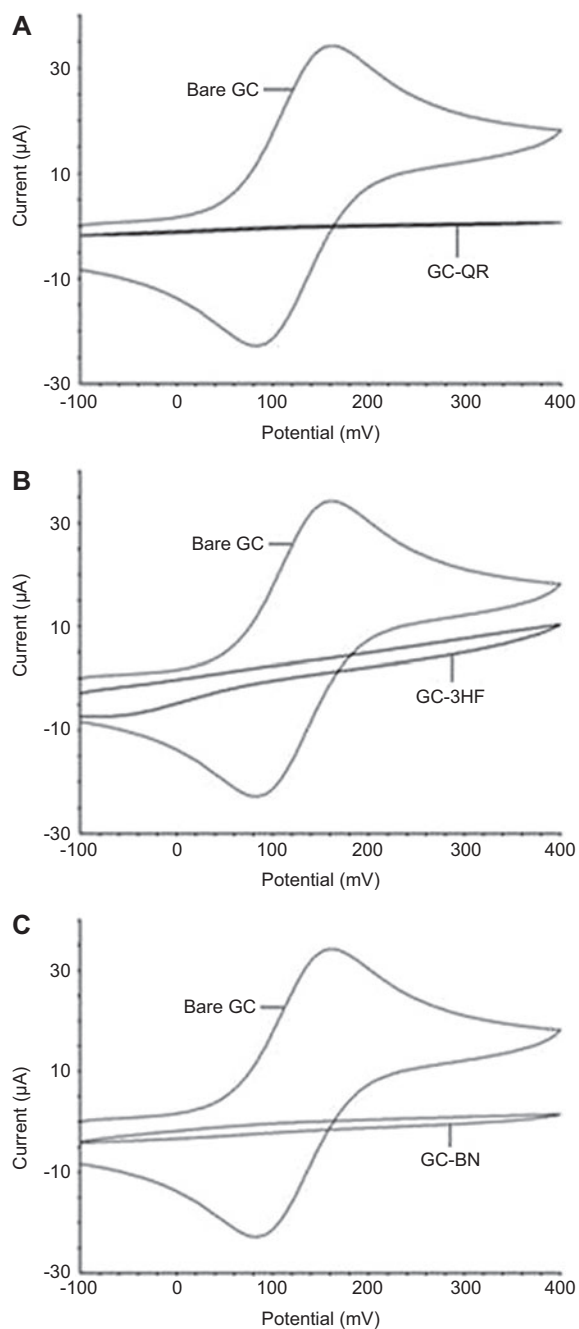 A
Current (µA)
30
10
-10
-30
Bare GC
GC-QR
-100 0 100 200 300 400
Potential (mV)
B
Current (µA)
30
10
-10
-30
Bare GC
GC-3HF
-100 0 100 200 300 400
Potential (mV)
C
Current (µA)
30
10
-10
-30
Bare GC
GC-BN
-100 0 100 200 300 400
Potential (mV)